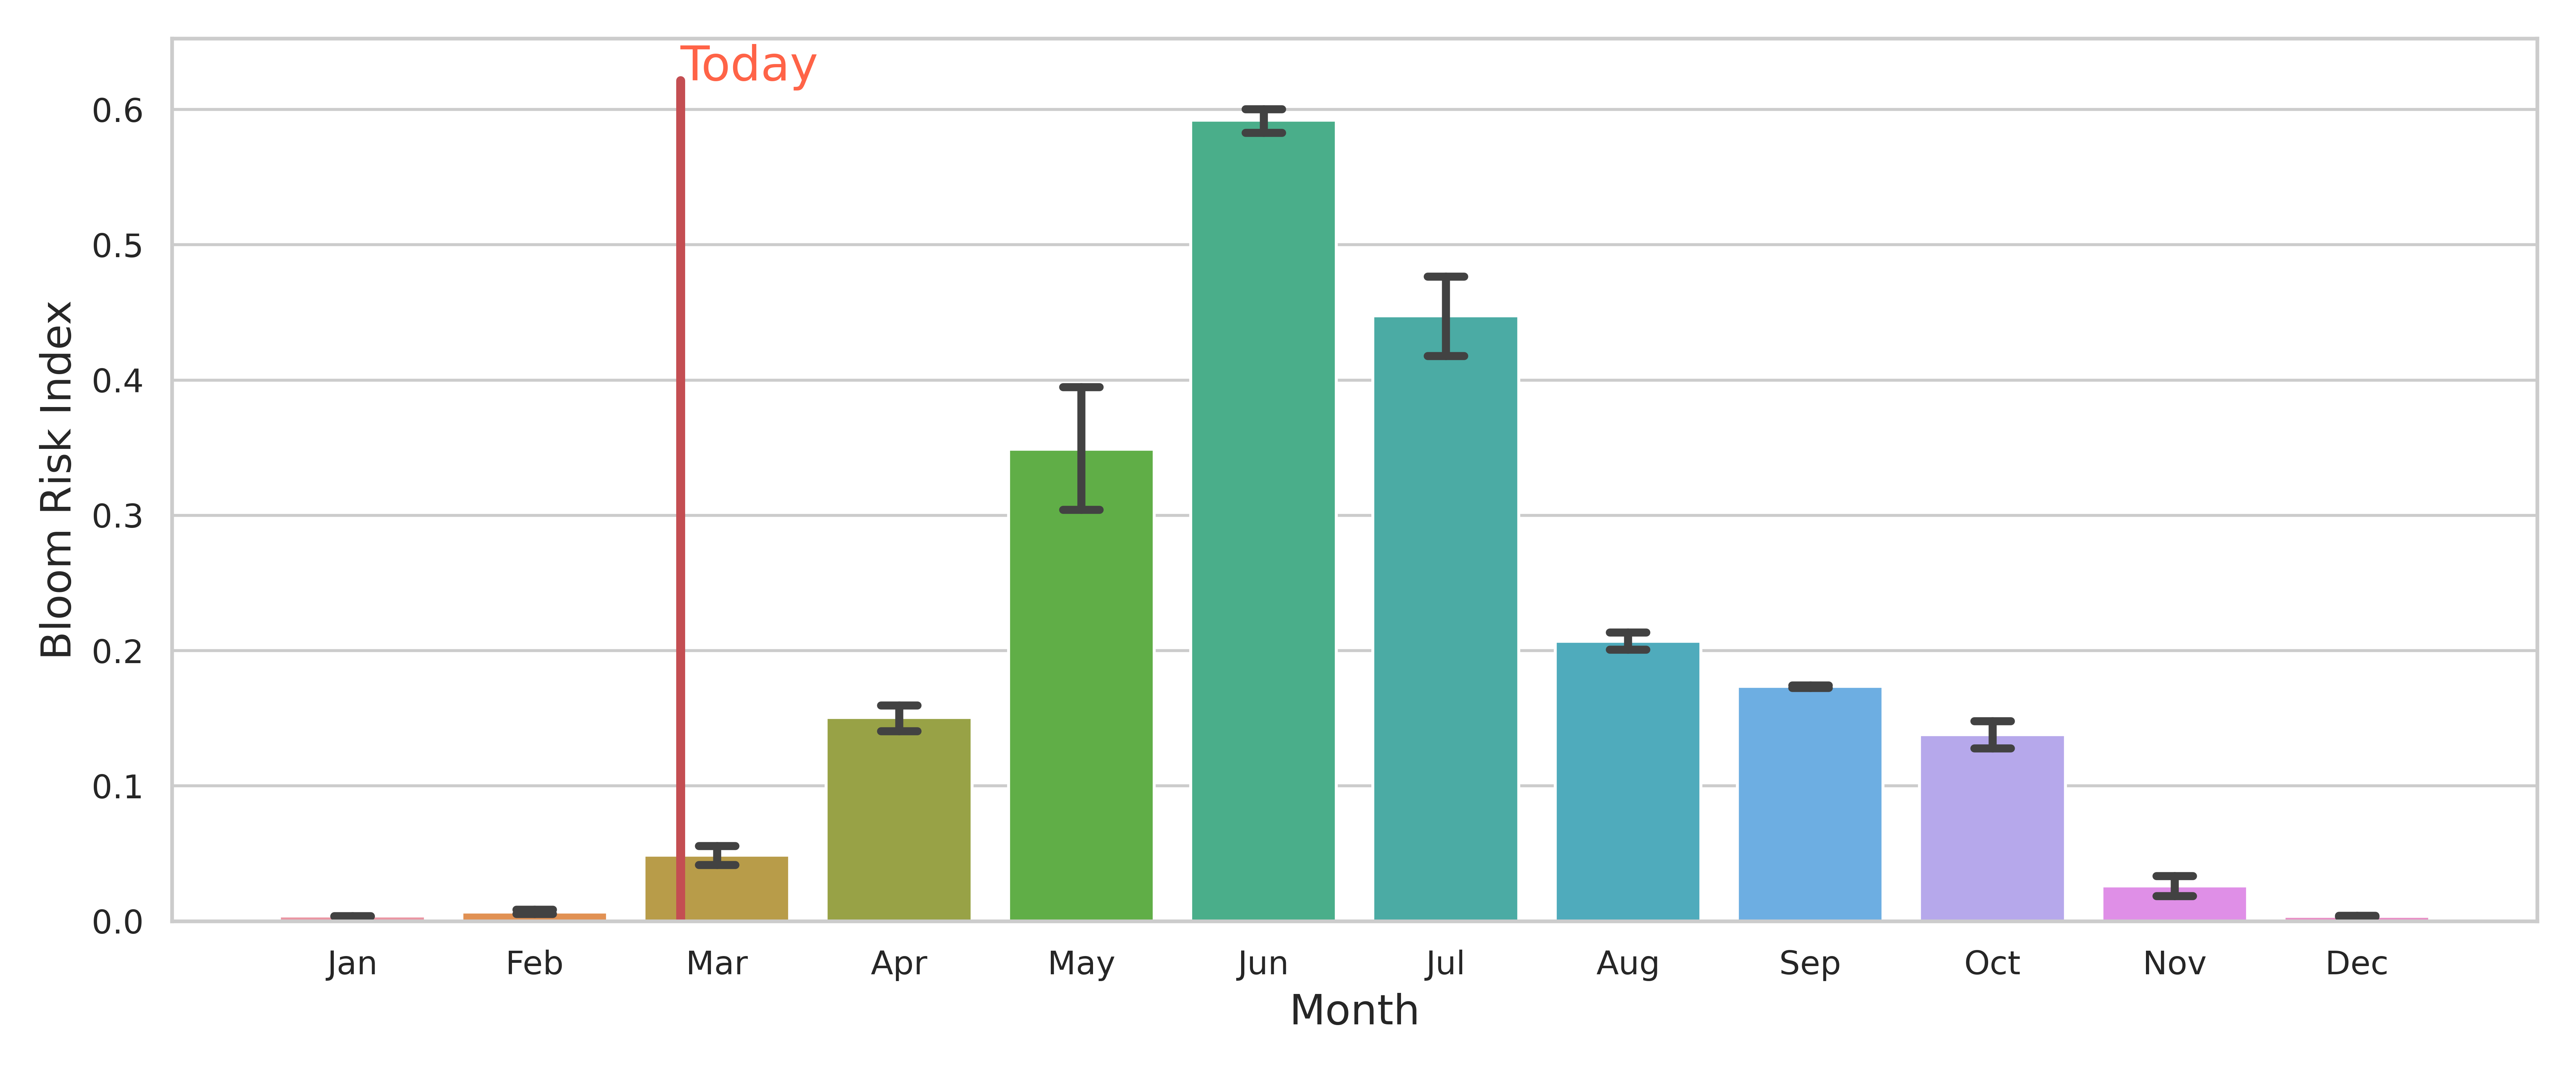 Today
0.6
0.5
0.4
0.3
0.2
0.1
0.0
Bloom Risk Index
Jan Feb Mar Apr May Jun Jul Aug Sep Oct Nov Dec
Month